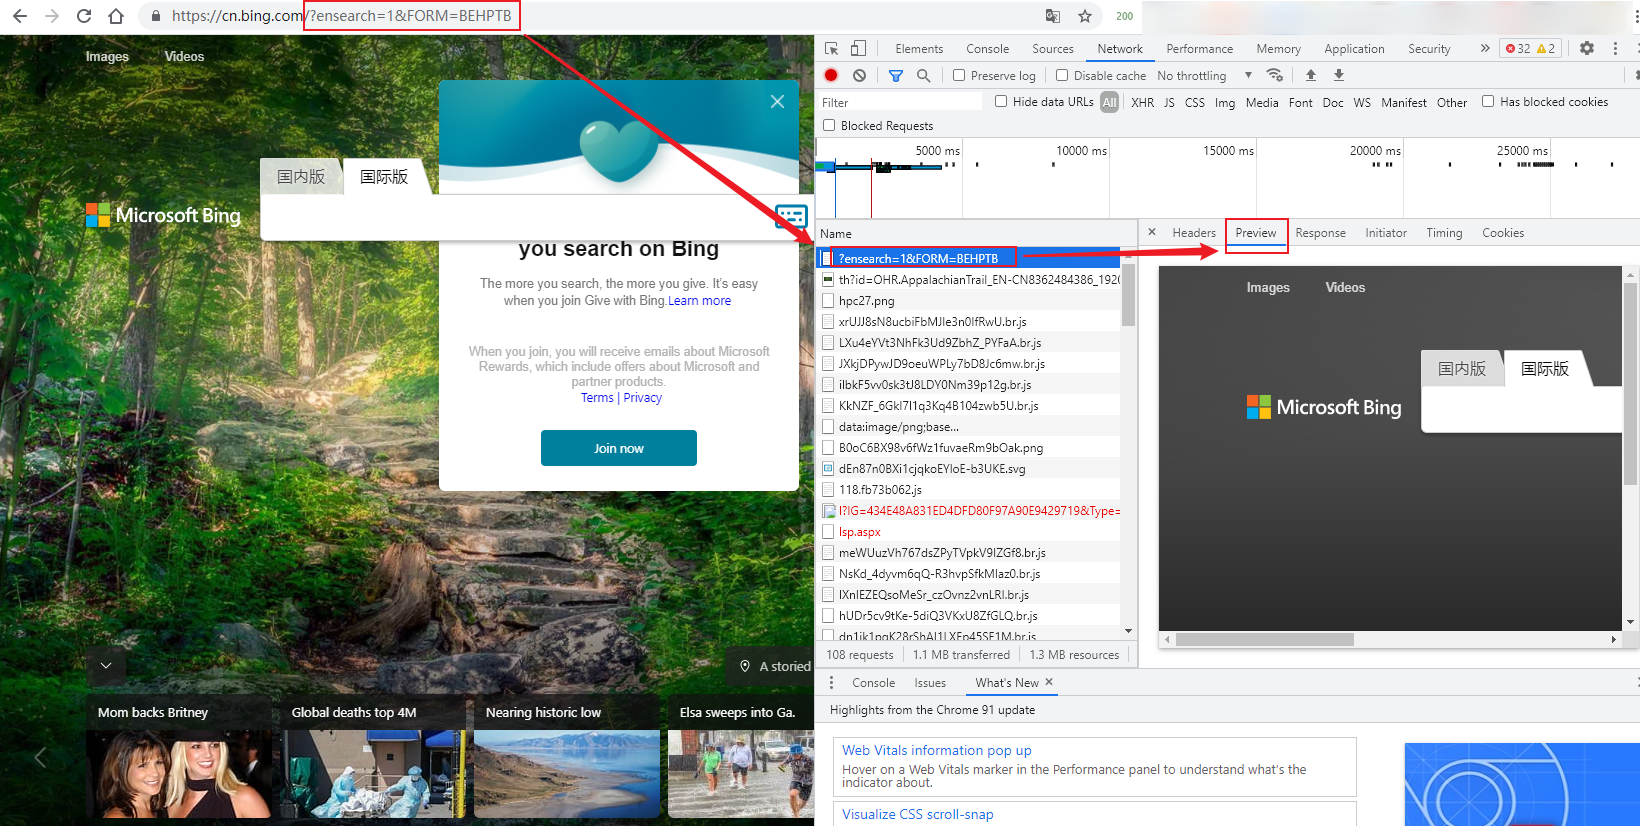 https://cn.bing.com/?ensearch=1&FORM=BEHPTB
200
Images
Videos
国内版
国际版
Microsoft Bing
you search on Bing
The more you search, the more you give. It's easy
when you join Give with Bing.Learn more
When you join, you will receive emails about Microsoft
Rewards, which include offers about Microsoft and
partner products.
Terms | Privacy
Join now
A storied
Mom backs Britney
Global deaths top 4M
Nearing historic low
Elsa sweeps into Ga.
Elements
Console
Sources
Network
Performance
Memory
Application
Security
32
2
Preserve log
Disable cache
No throttling
Filter
Hide data URLs
All
XHR
JS
CSS
Img
Media
Font
Doc
WS
Manifest
Other
Has blocked cookies
Blocked Requests
5000 ms
10000 ms
15000 ms
20000 ms
25000 ms
Name
?ensearch=1&FORM=BEHPTB
th?id=OHR.AppalachianTrail_EN-CN8362484386_1920
hpc27.png
xrUJJ8sN8ucbiFbMJIe3n0lfRwU.br.js
LXu4eYVt3NhFk3Ud9ZbhZ_PYFaA.br.js
JXkjDPywJD9oeuWPLy7bD8Jc6mw.br.js
ilbkF5vv0sk3tJ8LDY0Nm39p12g.br.js
KkNZF_6Gkl7l1q3Kq4B104zwb5U.br.js
data:image/png;base...
B0oC6BX98v6fWz1fuvaeRm9bOak.png
dEn87n0BXi1cjqkoEYloE-b3UKE.svg
118.fb73b062.js
l?IG=434E48A831ED4DFD80F97A90E9429719&Type=
lsp.aspx
meWUuzVh767dsZPyTVpkV9IZGf8.br.js
NsKd_4dyvm6qQ-R3hvpSfkMlaz0.br.js
IXnIEZEQsoMeSr_czOvnz2vnLRI.br.js
hUDr5cv9tKe-5diQ3VKxU8ZfGLQ.br.js
dn1jk1pgK28rShAI1LXFp45SF1M.br.js
108 requests
1.1 MB transferred
1.3 MB resources
Headers
Preview
Response
Initiator
Timing
Cookies
Images
Videos
国内版
国际版
Microsoft Bing
Console
Issues
What's New
Highlights from the Chrome 91 update
Web Vitals information pop up
Hover on a Web Vitals marker in the Performance panel to understand what's the
indicator about.
Visualize CSS scroll-snap